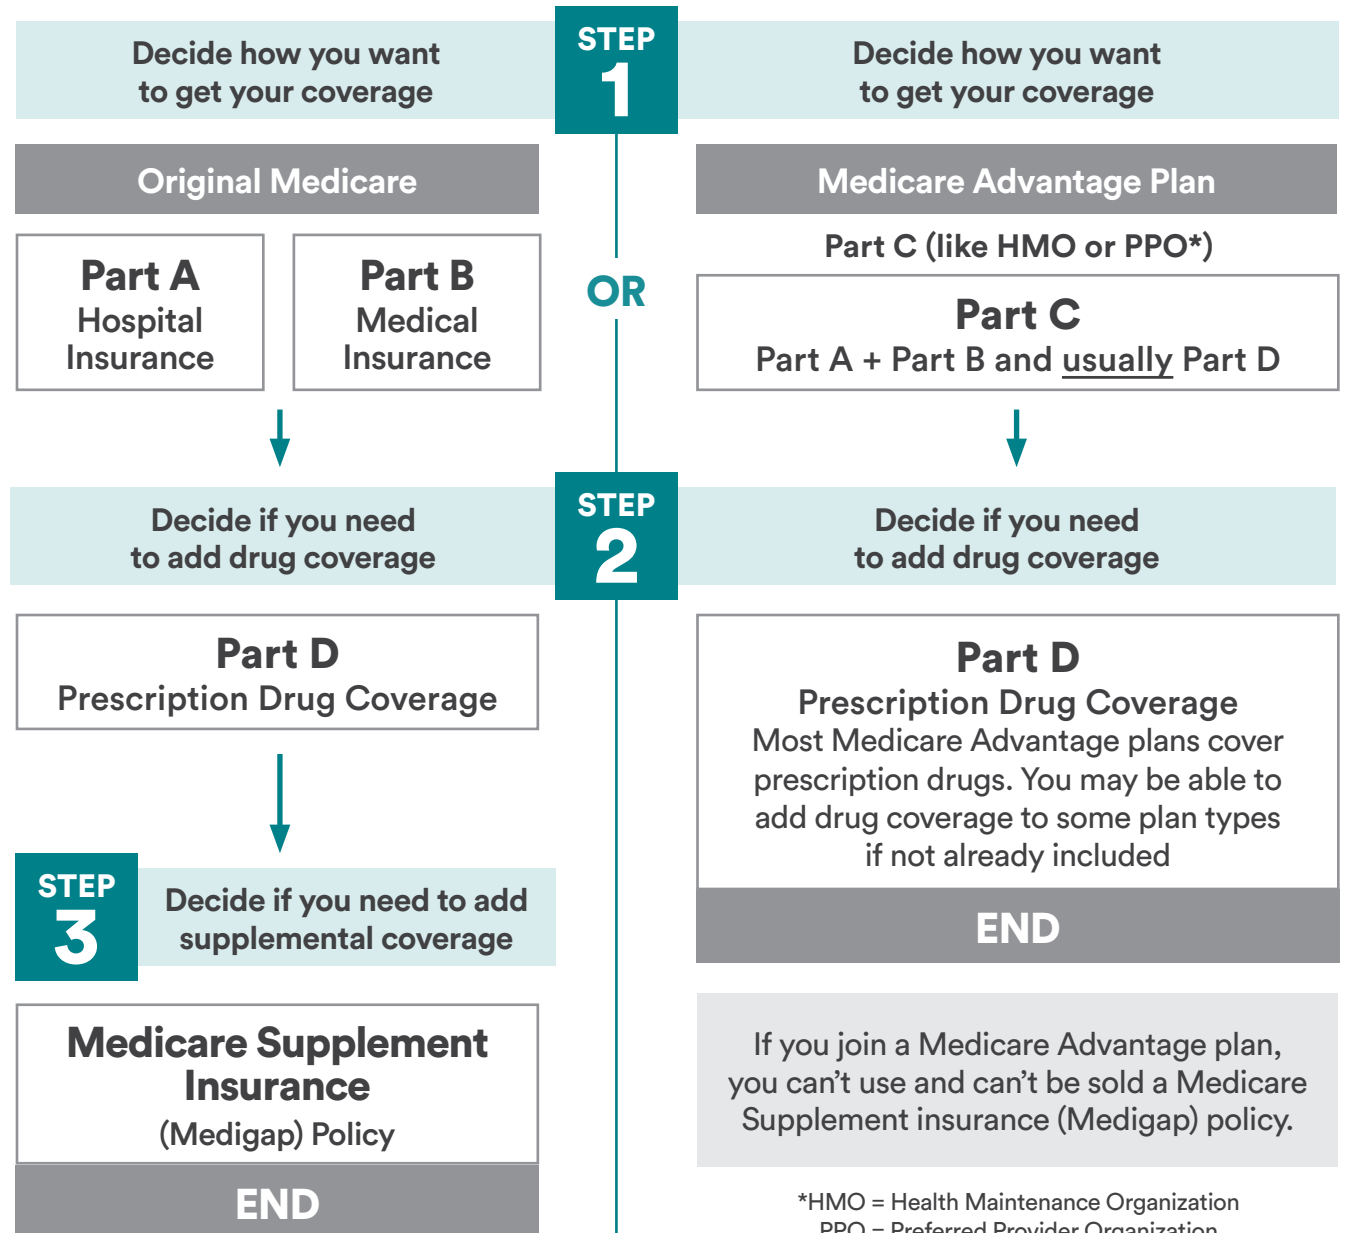 STEP
1
Decide how you want
to get your coverage
Decide how you want
to get your coverage
Original Medicare
Part A
Hospital
Insurance
Part B
Medical
Insurance
OR
Medicare Advantage Plan
Part C (like HMO or PPO*)
Part C
Part A + Part B and usually Part D
STEP
2
Decide if you need
to add drug coverage
Decide if you need
to add drug coverage
Part D
Prescription Drug Coverage
Part D
Prescription Drug Coverage
Most Medicare Advantage plans cover
prescription drugs. You may be able to
add drug coverage to some plan types
if not already included
END
STEP
3
Decide if you need to add
supplemental coverage
Medicare Supplement
Insurance
(Medigap) Policy
END
If you join a Medicare Advantage plan,
you can’t use and can’t be sold a Medicare
Supplement insurance (Medigap) policy.
*HMO = Health Maintenance Organization
PPO = Preferred Provider Organization